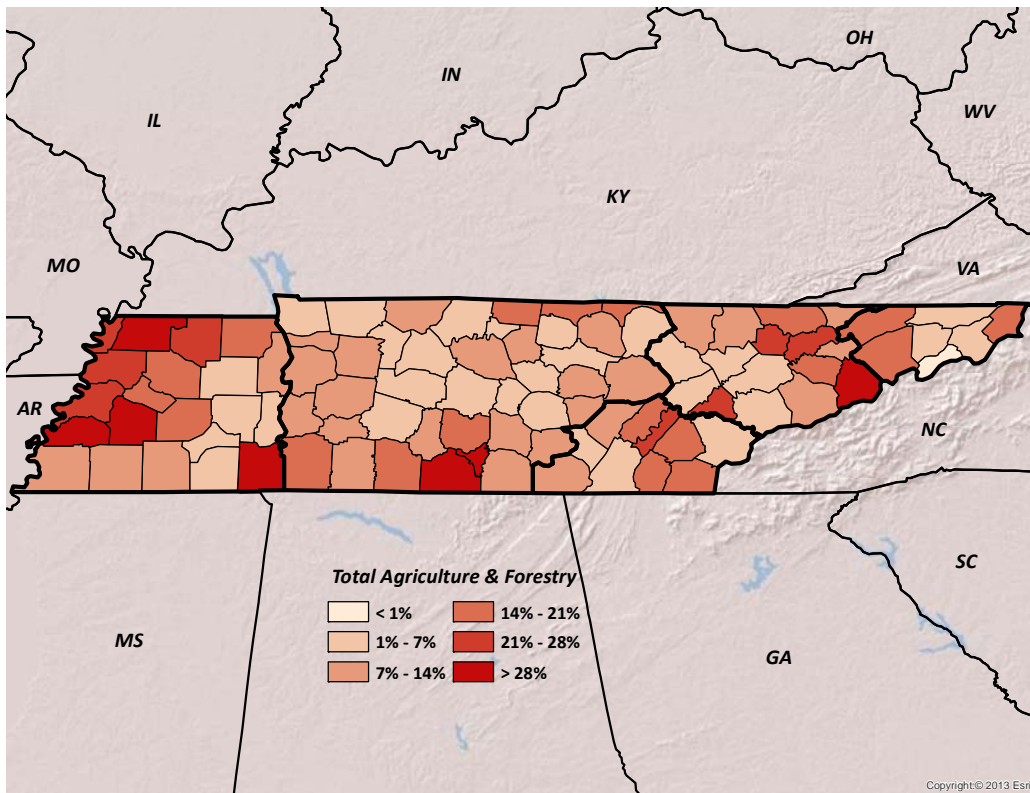 OH
IN
WV
IL
KY
MO
VA
AR
NC
SC
Total Agriculture & Forestry
< 1%
14% - 21%
1% - 7%
21% - 28%
7% - 14%
> 28%
MS
GA
Copyright:© 2013 Esri